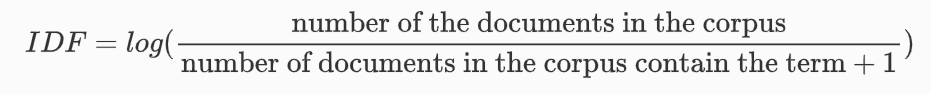 number of the documents in the corpus
IDF = log( )
number of documents in the corpus contain the term + 1